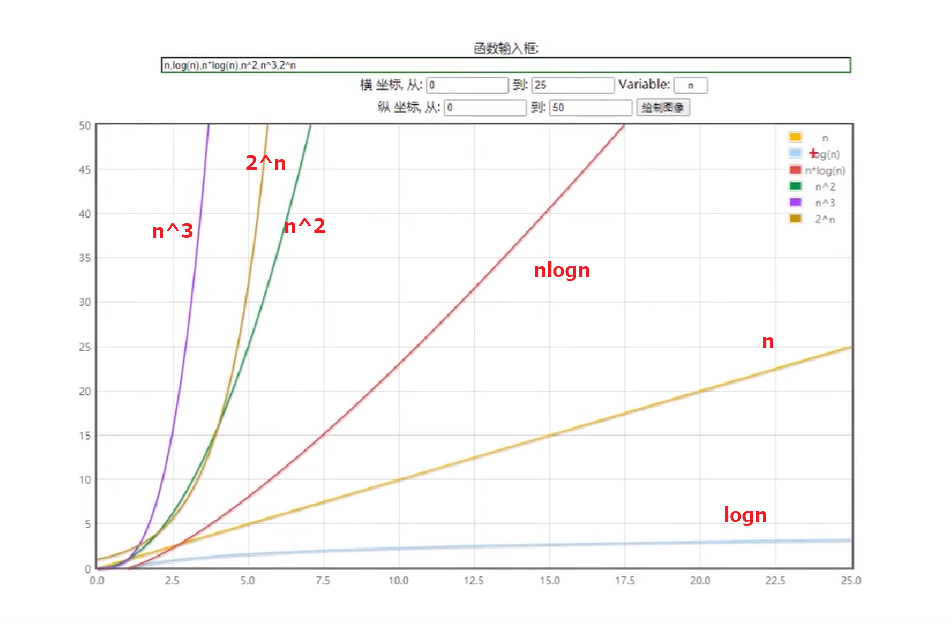 函数输入框:
n,log(n),n*log(n),n^2,n^3,2^n
横 坐标, 从: 0 到: 25 Variable: n
纵 坐标, 从: 0 到: 50 绘制图像
50
45
40
35
30
25
20
15
10
5
0
0.0 2.5 5.0 7.5 10.0 12.5 15.0 17.5 20.0 22.5 25.0
n
log(n)
n*log(n)
n^2
n^3
2^n
2^n
n^3
n^2
nlogn
n
logn